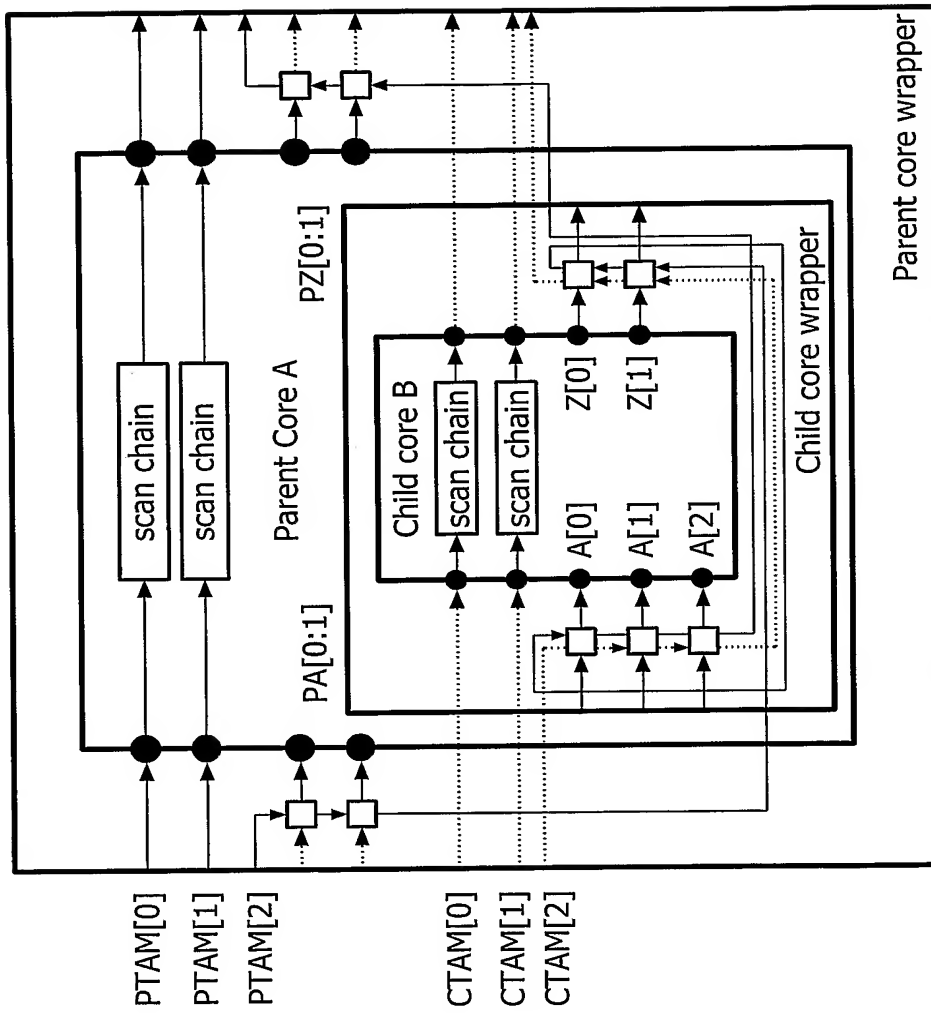 PTAM[0]
PTAM[1]
PTAM[2]
CTAM[0]
CTAM[1]
CTAM[2]
scan chain
scan chain
Parent Core A
PA[0:1]
PZ[0:1]
Child core B
scan chain
scan chain
A[0]
A[1]
A[2]
Z[0]
Z[1]
Child core wrapper
Parent core wrapper